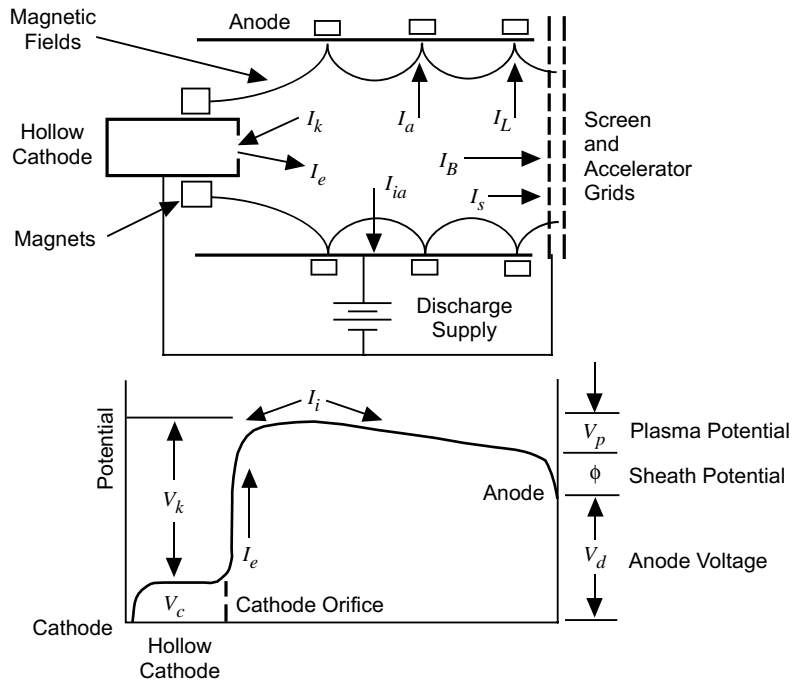 Magnetic
Fields
Anode
Hollow
Cathode
I_k
I_e
I_a
I_L
I_B
I_s
I_ia
Screen
and
Accelerator
Grids
Magnets
Discharge
Supply
Potential
I_i
V_k
I_e
V_c
Cathode Orifice
Anode
V_p Plasma Potential
ϕ Sheath Potential
V_d Anode Voltage
Cathode
Hollow
Cathode